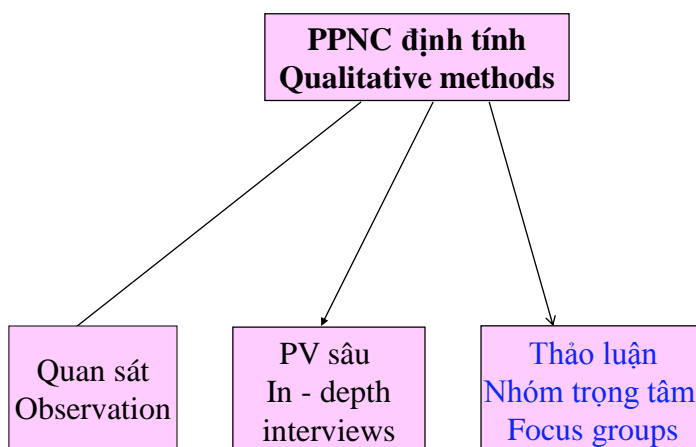 PPNC định tính
Qualitative methods
Quan sát
Observation
PV sâu
In - depth
interviews
Thảo luận
Nhóm trọng tâm
Focus groups